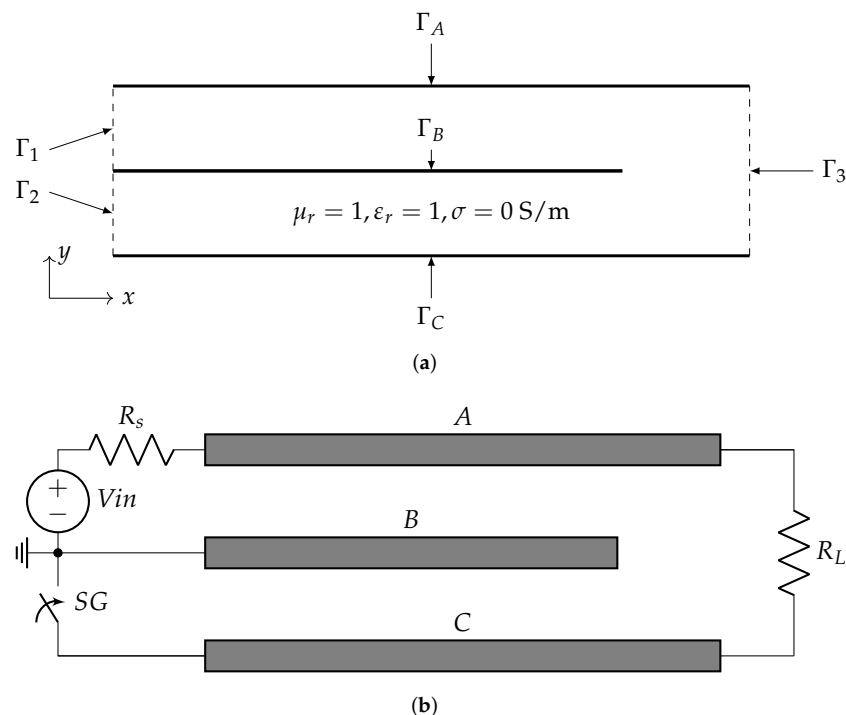 Γ_A
Γ_1
Γ_B
Γ_2
Γ_3
μ_r = 1, ε_r = 1, σ = 0 S/m
y
x
Γ_C
(a)
R_s
A
+
−
Vin
B
R_L
SG
C
(b)